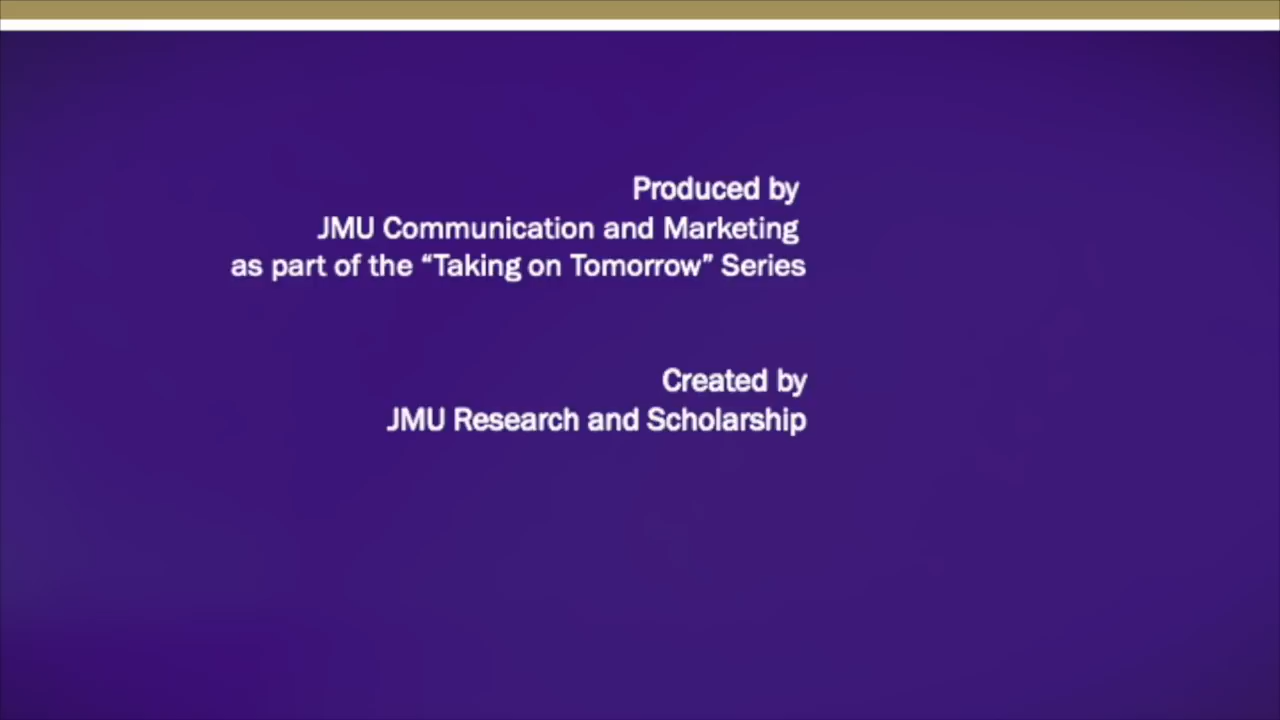 Produced by
JMU Communication and Marketing
as part of the “Taking on Tomorrow” Series
Created by
JMU Research and Scholarship